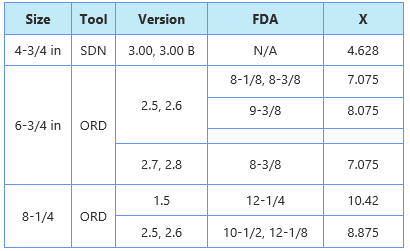 Size Tool Version FDA X
4-3/4 in SDN 3.00, 3.00 B N/A 4.628
6-3/4 in ORD 2.5, 2.6 8-1/8, 8-3/8 7.075
9-3/8 8.075
2.7, 2.8 8-3/8 7.075
8-1/4 ORD 1.5 12-1/4 10.42
2.5, 2.6 10-1/2, 12-1/8 8.875